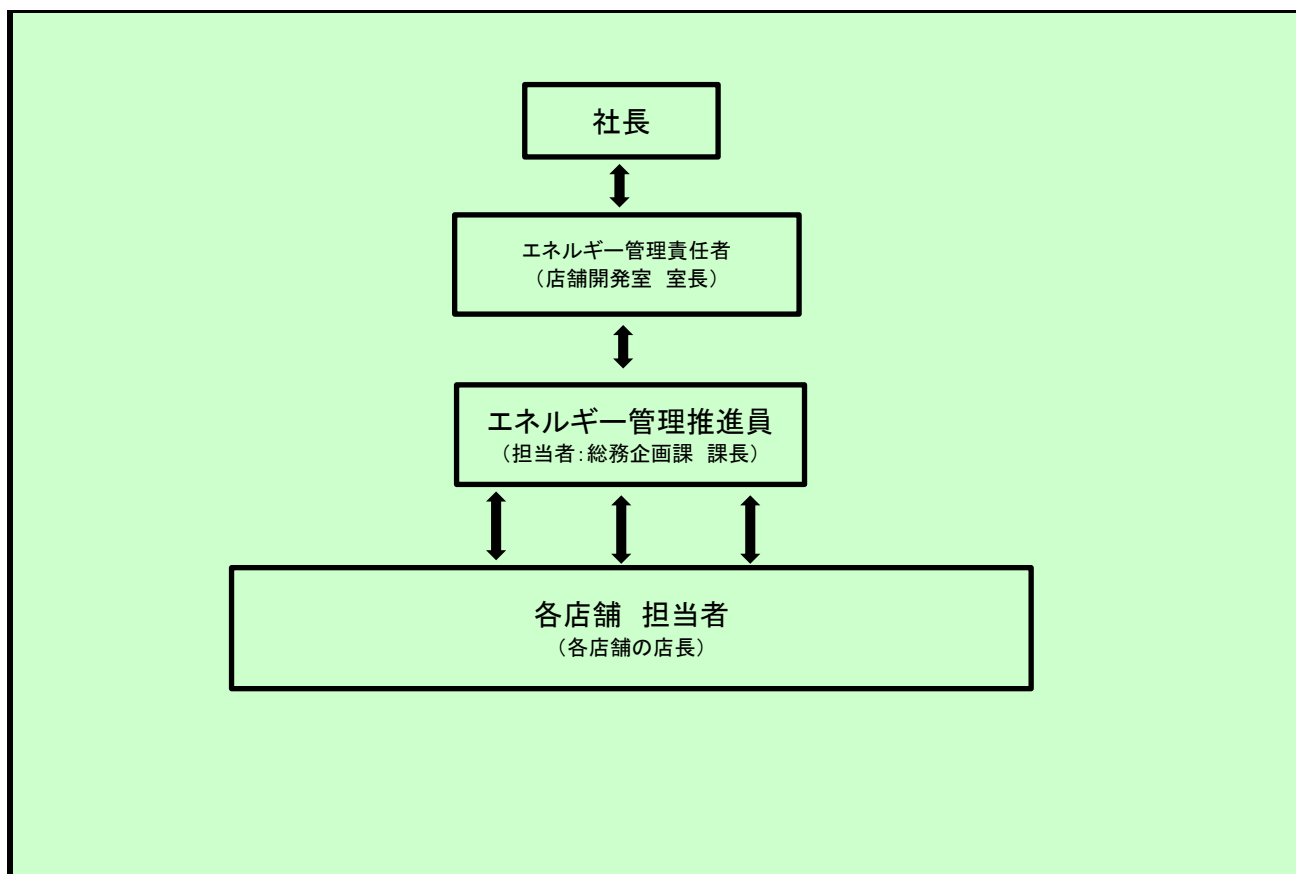 社長
エネルギー管理責任者
（店舗開発室　室長）
エネルギー管理推進員
（担当者：総務企画課　課長）
各店舗　担当者
（各店舗の店長）